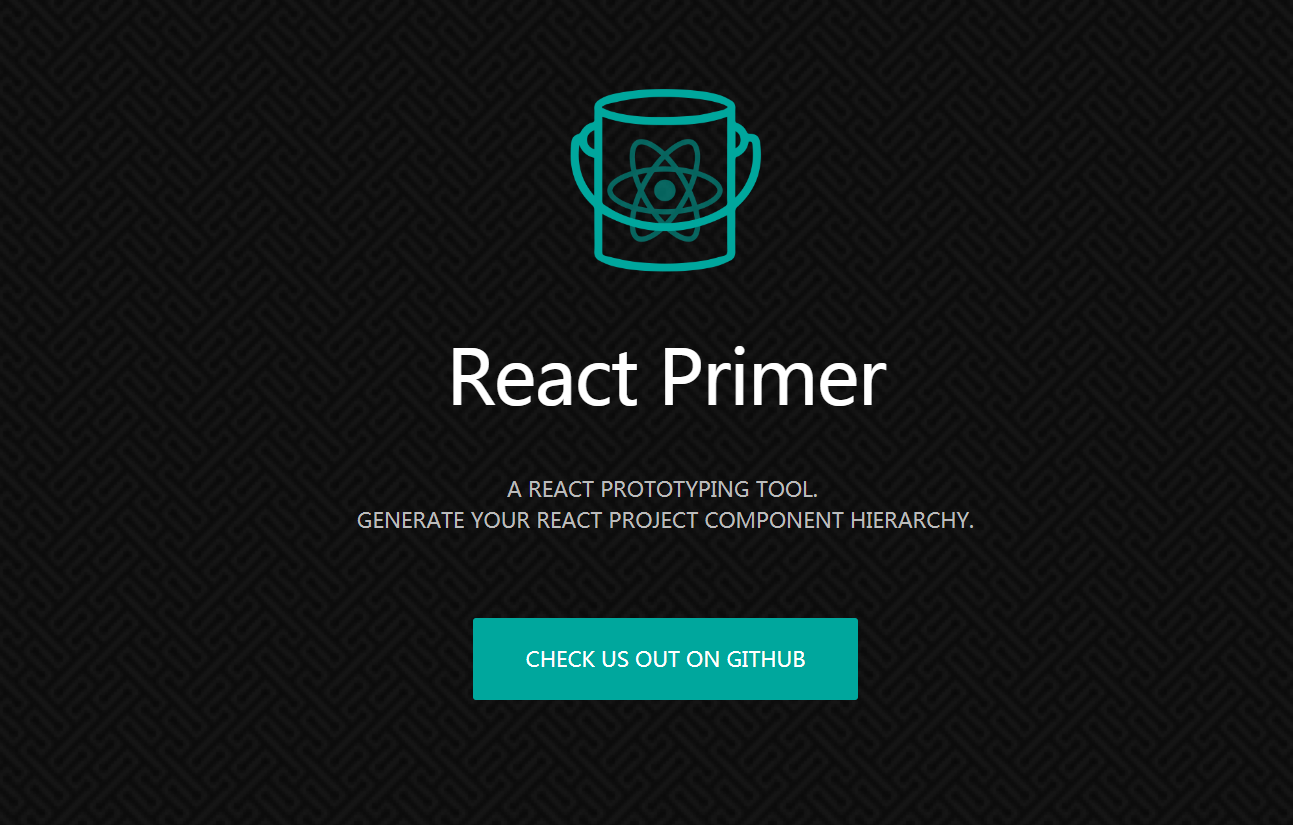 React Primer
A REACT PROTOTYPING TOOL.
GENERATE YOUR REACT PROJECT COMPONENT HIERARCHY.
CHECK US OUT ON GITHUB